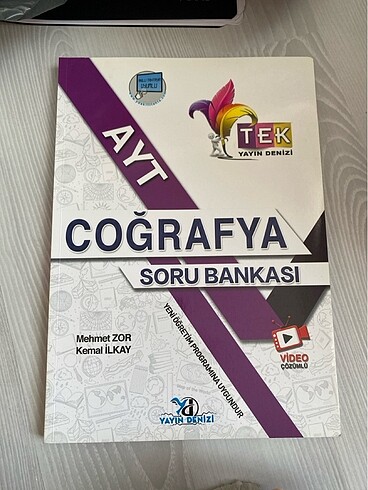 AYT
TEK
YAYIN DENİZİ
COĞRAFYA
SORU BANKASI
Mehmet ZOR
Kemal İLKAY
YENİ ÖĞRETİM PROGRAMINA UYGUNDUR
VİDEO
ÇÖZÜMLÜ
YAYIN DENİZİ